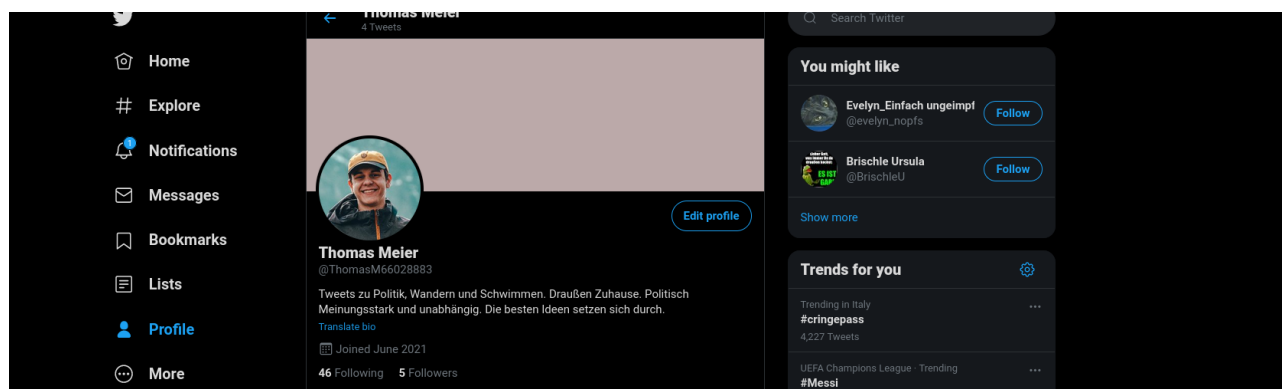 Thomas Meier
4 Tweets
Home
Explore
1
Notifications
Messages
Bookmarks
Lists
Profile
More
Edit profile
Thomas Meier
@ThomasM66028883
Tweets zu Politik, Wandern und Schwimmen. Draußen Zuhause. Politisch
Meinungsstark und unabhängig. Die besten Ideen setzen sich durch.
Translate bio
Joined June 2021
46 Following 5 Followers
Search Twitter
You might like
Evelyn_Einfach ungeimpf
@evelyn_nopfs
Follow
Brischle Ursula
@BrischleU
Follow
ES IST
Show more
Trends for you
Trending in Italy
#cringepass
4,227 Tweets
UEFA Champions League · Trending
#Messi